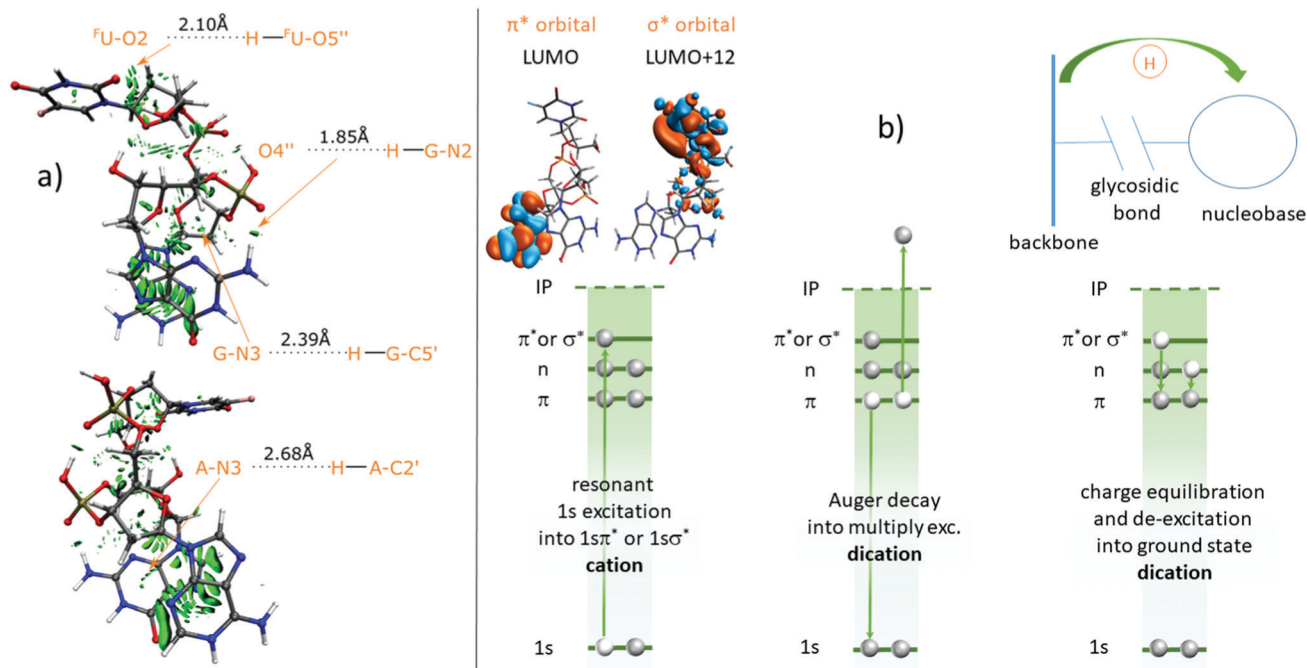 2.10Å
ᶠU-O2 H ᶠU-O5''
a)
1.85Å
O4'' H G-N2
2.39Å
G-N3 H G-C5'
2.68Å
A-N3 H A-C2'
π* orbital
LUMO
σ* orbital
LUMO+12
b)
H
glycosidic
bond
nucleobase
backbone
IP
π*or σ*
n
π
resonant
1s excitation
into 1sπ* or 1sσ*
cation
1s
IP
π*or σ*
n
π
Auger decay
into multiply exc.
dication
1s
IP
π*or σ*
n
π
charge equilibration
and de-excitation
into ground state
dication
1s